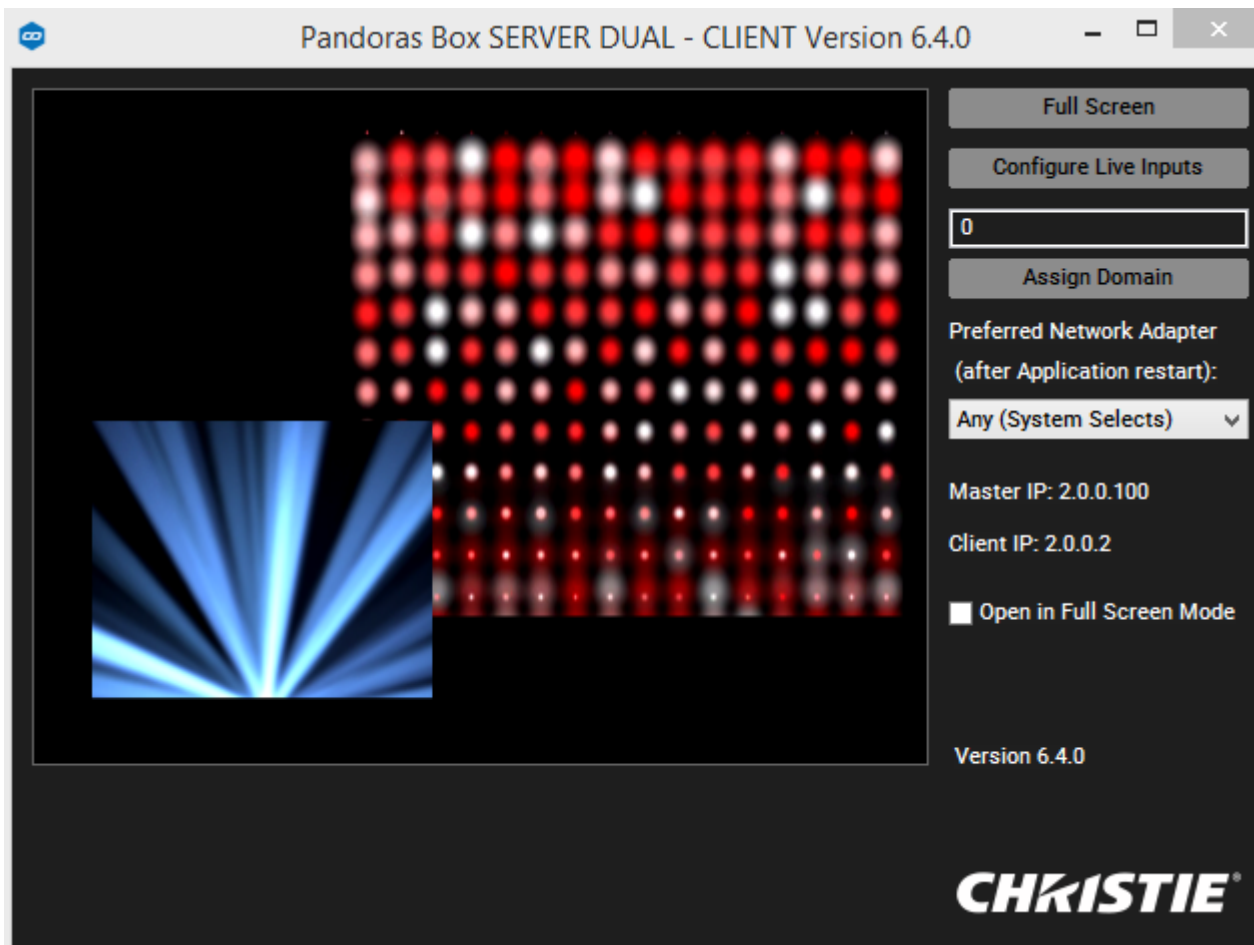 Pandoras Box SERVER DUAL - CLIENT Version 6.4.0
Full Screen
Configure Live Inputs
0
Assign Domain
Preferred Network Adapter
(after Application restart):
Any (System Selects)
Master IP: 2.0.0.100
Client IP: 2.0.0.2
Open in Full Screen Mode
Version 6.4.0
CHRISTIE®